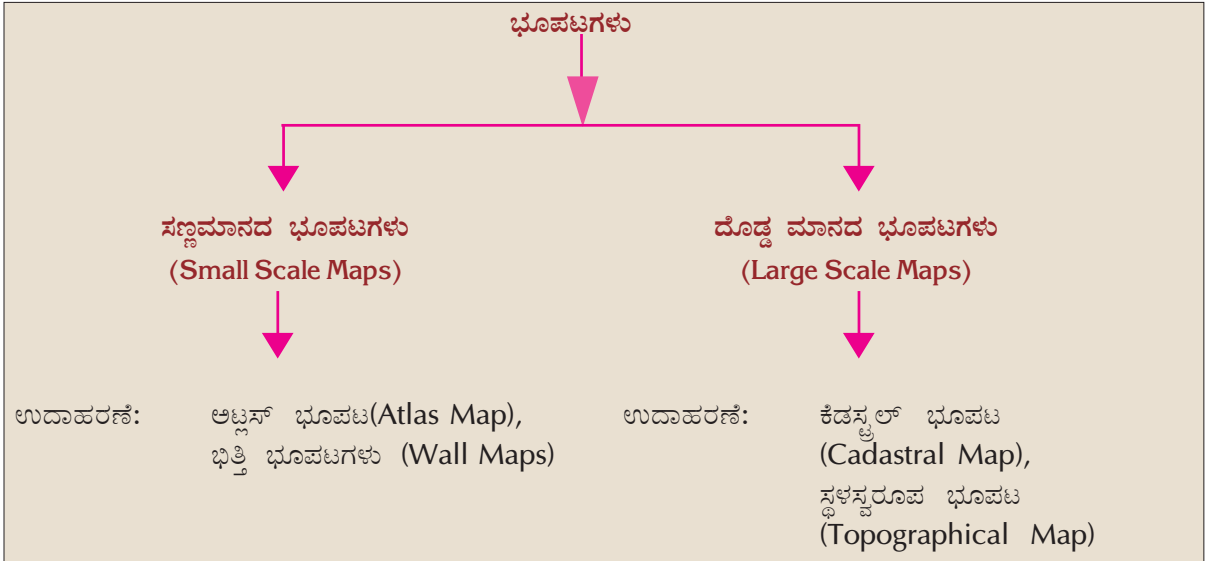 ಭೂಪಟಗಳು
ಸಣ್ಣಮಾನದ ಭೂಪಟಗಳು
(Small Scale Maps)
ದೊಡ್ಡ ಮಾನದ ಭೂಪಟಗಳು
(Large Scale Maps)
ಉದಾಹರಣೆ: ಅಟ್ಲಸ್ ಭೂಪಟ(Atlas Map),
ಭಿತ್ತಿ ಭೂಪಟಗಳು (Wall Maps)
ಉದಾಹರಣೆ: ಕೆಡಸ್ಟ್ರಲ್ ಭೂಪಟ
(Cadastral Map),
ಸ್ಥಳಸ್ವರೂಪ ಭೂಪಟ
(Topographical Map)